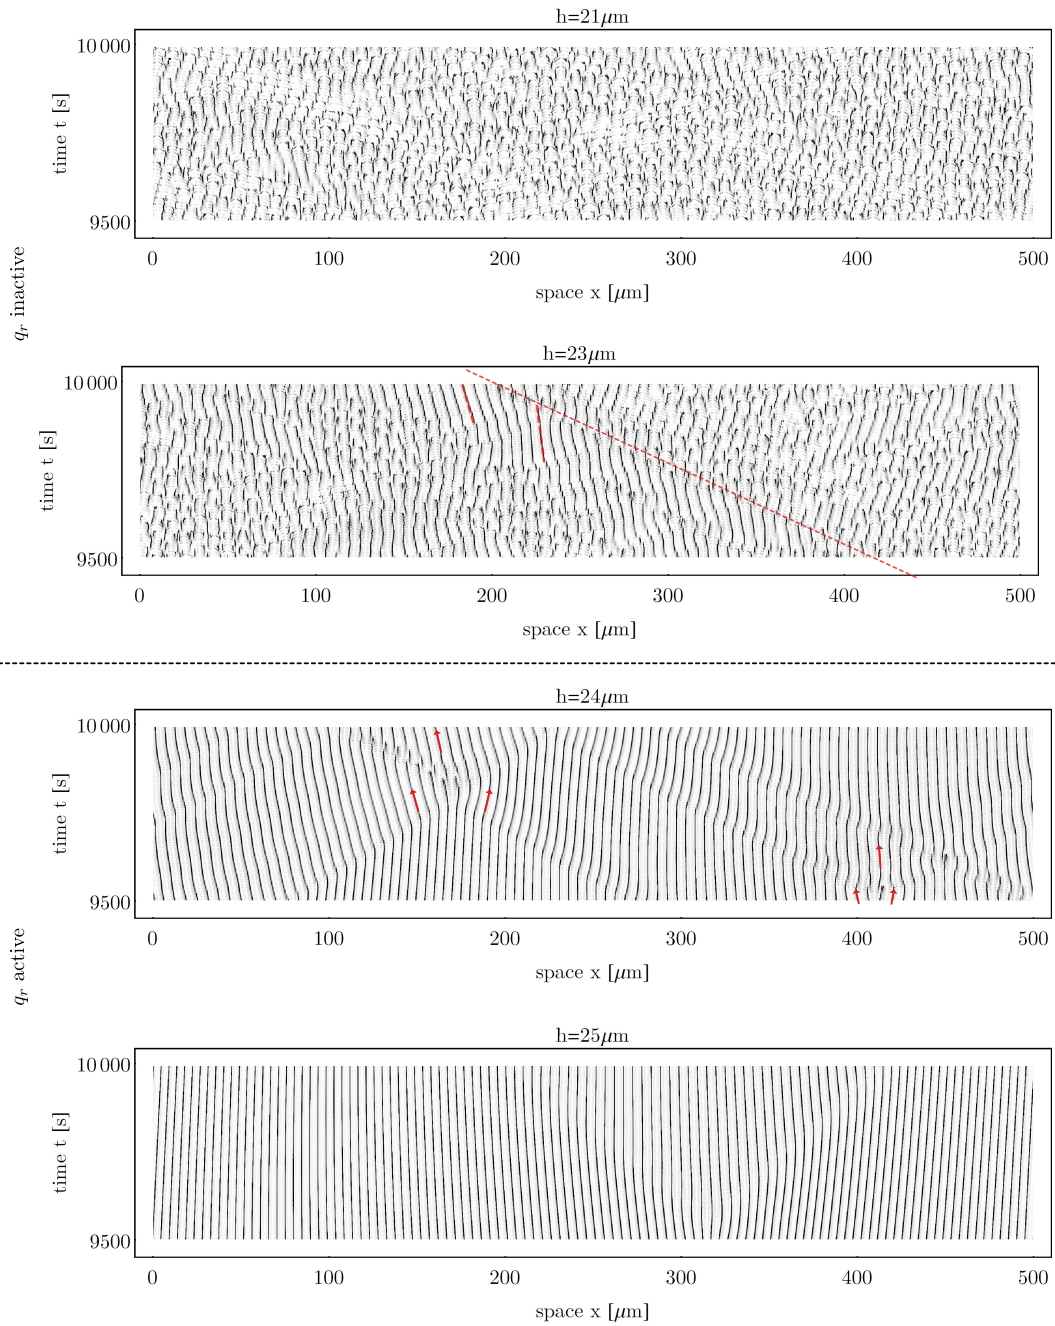 h=21μm
10 000
time t [s]
9500
0 100 200 300 400 500
space x [μm]
q_r inactive
h=23μm
10 000
time t [s]
9500
0 100 200 300 400 500
space x [μm]
h=24μm
10 000
time t [s]
9500
0 100 200 300 400 500
space x [μm]
q_r active
h=25μm
10 000
time t [s]
9500
0 100 200 300 400 500
space x [μm]